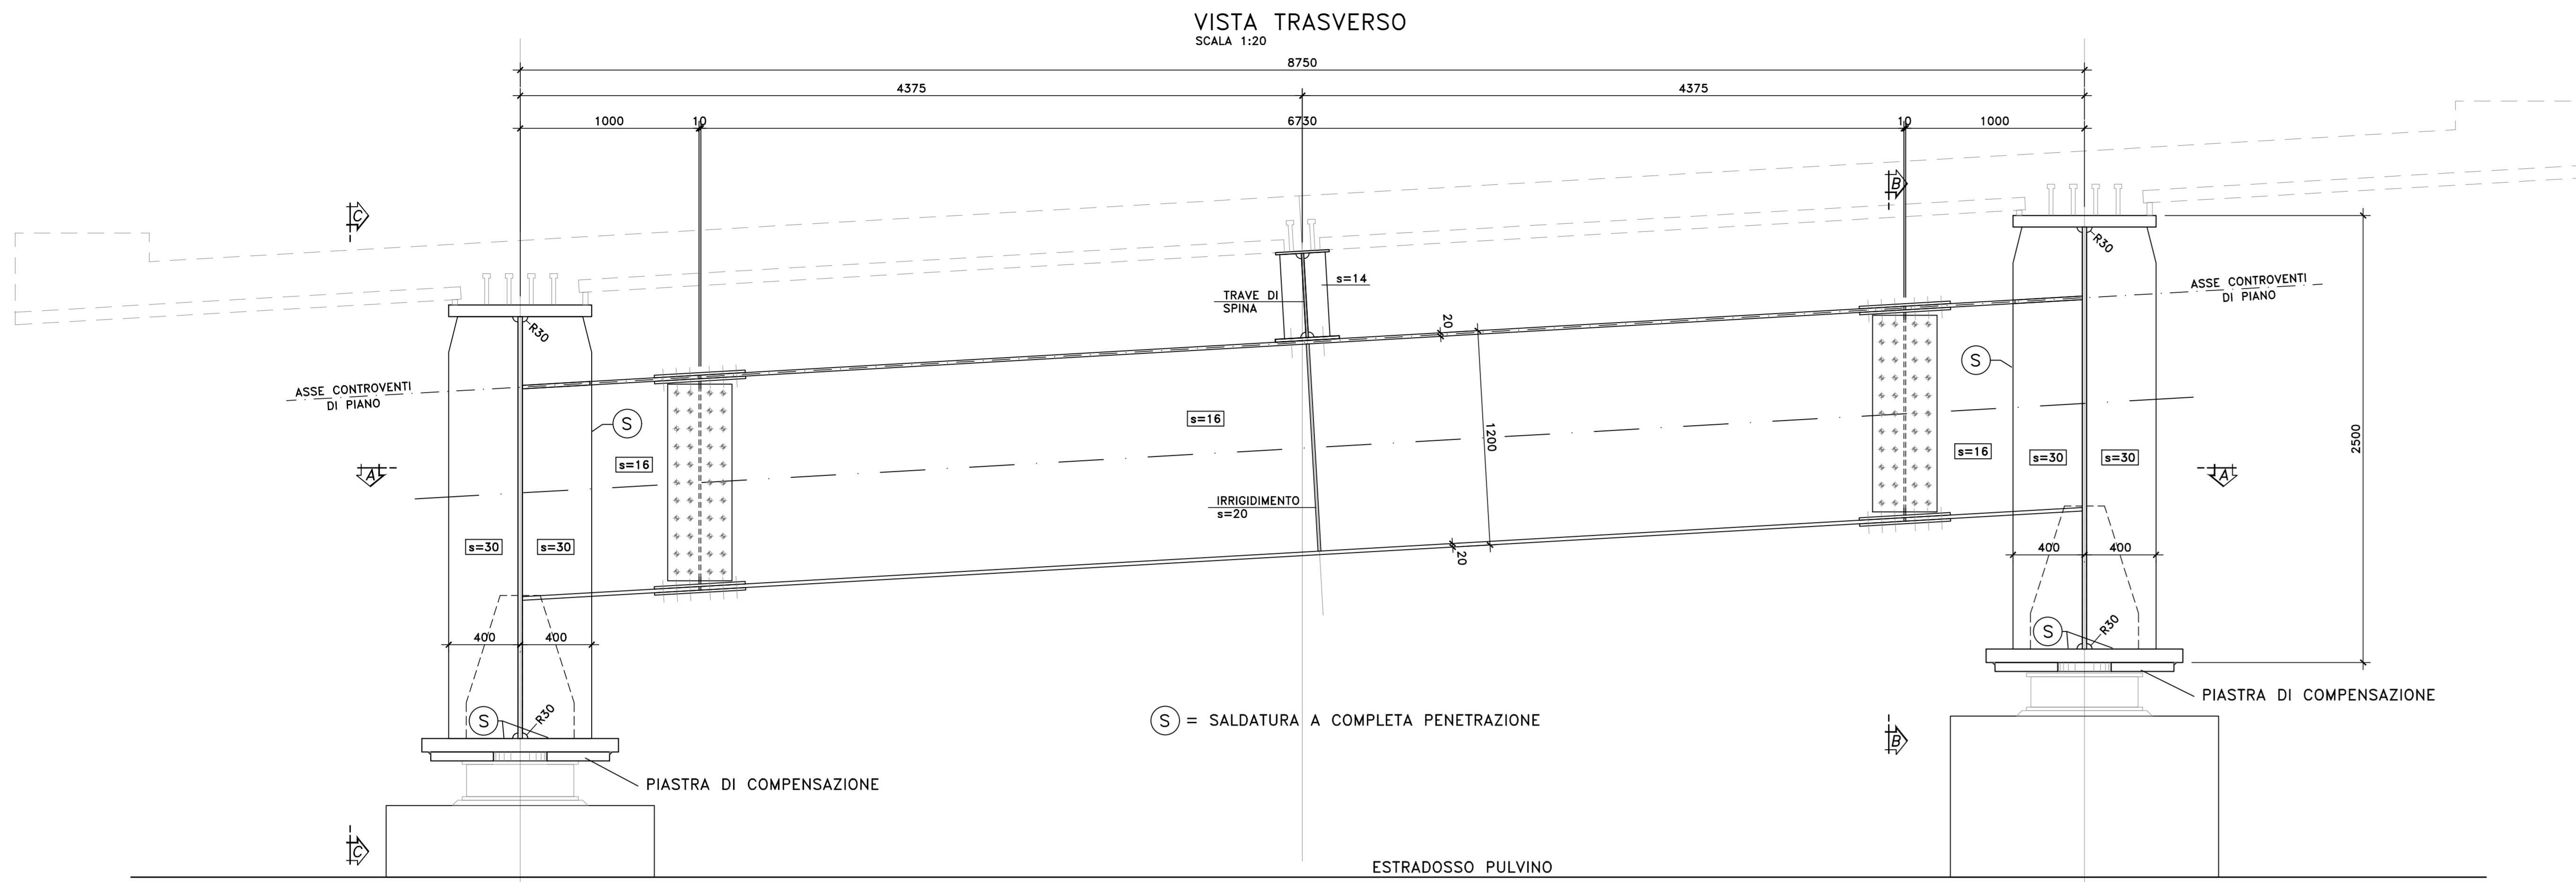 VISTA TRASVERSO
SCALA 1:20
8750
4375
4375
1000
10
6730
10
1000
C
B
R30
R30
s=14
TRAVE DI
SPINA
20
ASSE CONTROVENTI
DI PIANO
ASSE CONTROVENTI
DI PIANO
S
S
s=16
1200
2500
s=16
s=16
s=30
s=30
A
A
IRRIGIDIMENTO
s=20
s=30
s=30
20
400
400
400
400
S
R30
S
R30
PIASTRA DI COMPENSAZIONE
S = SALDATURA A COMPLETA PENETRAZIONE
B
PIASTRA DI COMPENSAZIONE
C
ESTRADOSSO PULVINO